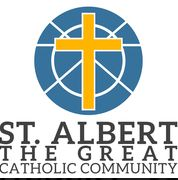 ST. ALBERT
THE GREAT
CATHOLIC COMMUNITY